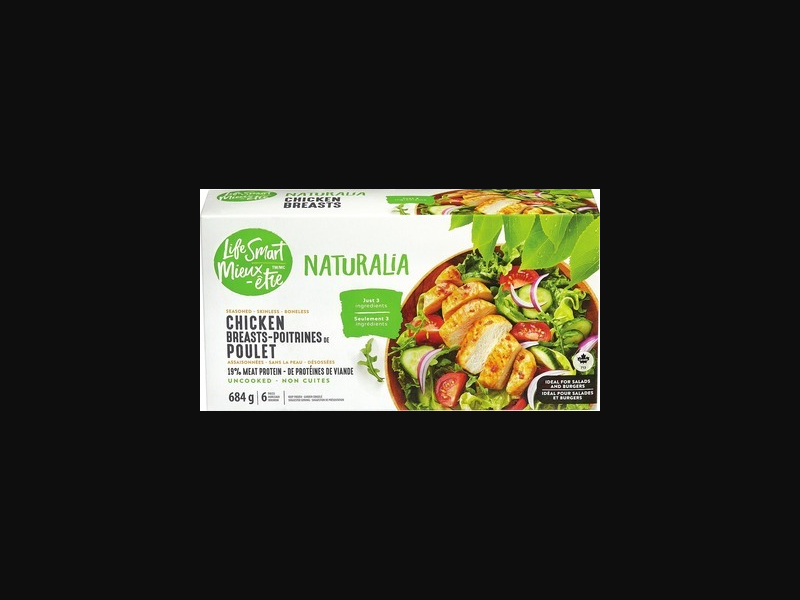 NATURALIA
CHICKEN
BREASTS
Life Smart
Mieux
-être
NATURALIA
Just 3
ingredients
Seulement 3
ingrédients
SEASONED - SKINLESS - BONELESS
CHICKEN
BREASTS-POITRINES DE
POULET
ASSAISONNÉES - SANS LA PEAU - DÉSOSSÉES
19% MEAT PROTEIN - DE PROTÉINES DE VIANDE
UNCOOKED - NON CUITES
684 g
6
IDEAL FOR SALADS
AND BURGERS
IDÉAL POUR SALADES
ET BURGERS